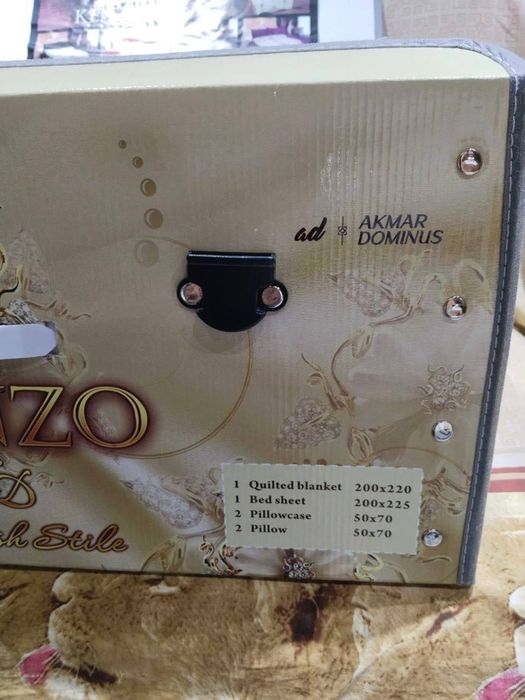 ad
AKMAR
DOMINUS
NZO
Stile
1 Quilted blanket 200x220
1 Bed sheet 200x225
2 Pillowcase 50x70
2 Pillow 50x70